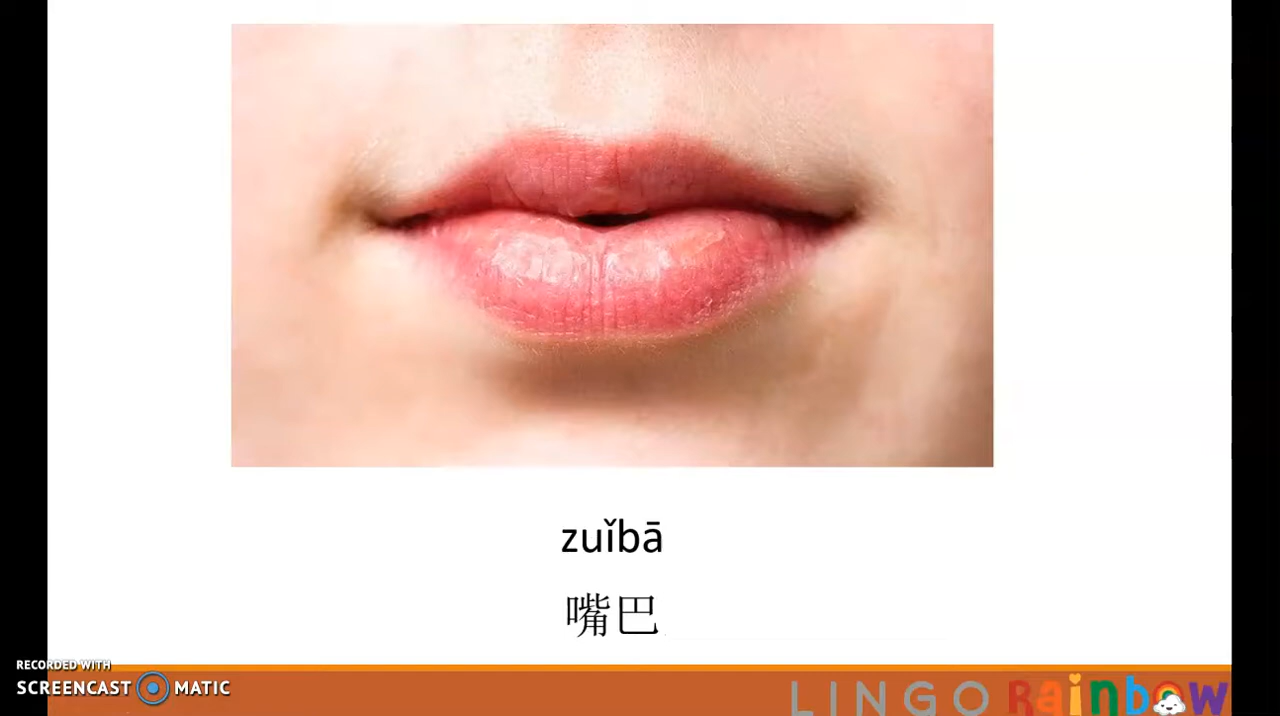 zuǐbā
嘴巴
RECORDED WITH
SCREENCAST MATIC
LINGO RainboW